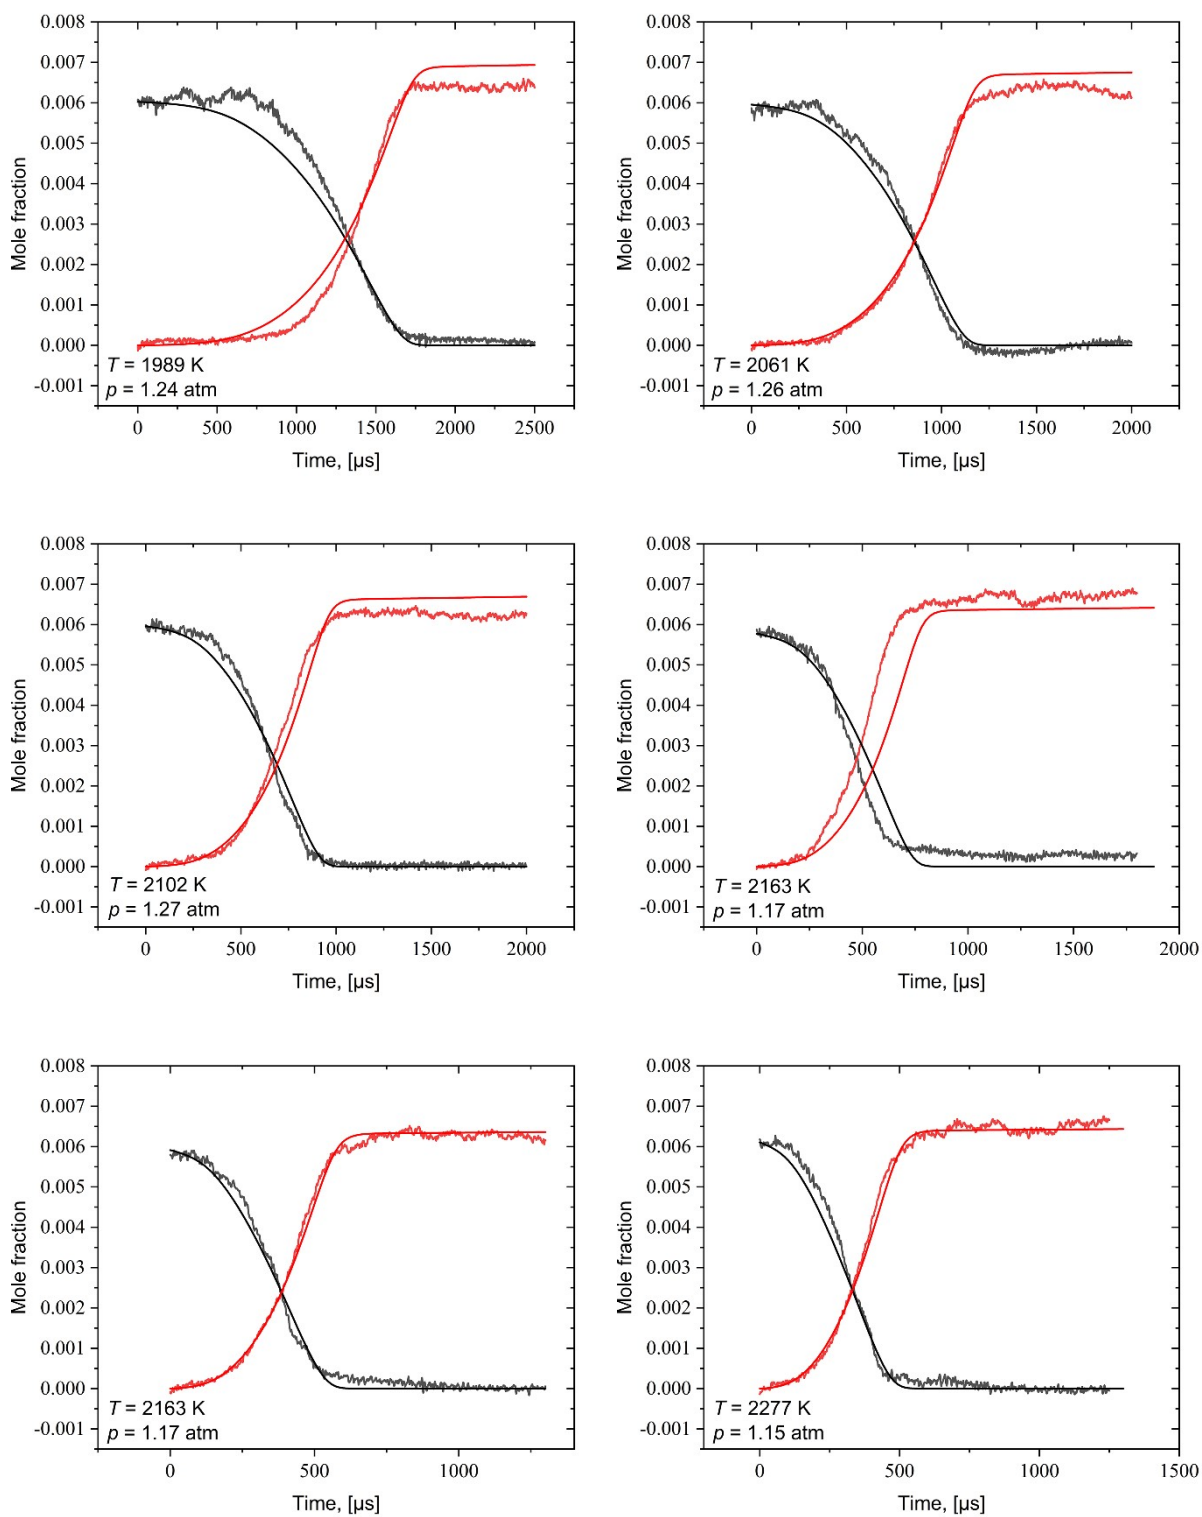 0.008
0.007
0.006
0.005
0.004
0.003
0.002
0.001
0.000
-0.001
Mole fraction
T = 1989 K
p = 1.24 atm
0 500 1000 1500 2000 2500
Time, [µs]
0.008
0.007
0.006
0.005
0.004
0.003
0.002
0.001
0.000
-0.001
Mole fraction
T = 2061 K
p = 1.26 atm
0 500 1000 1500 2000
Time, [µs]
0.008
0.007
0.006
0.005
0.004
0.003
0.002
0.001
0.000
-0.001
Mole fraction
T = 2102 K
p = 1.27 atm
0 500 1000 1500 2000
Time, [µs]
0.008
0.007
0.006
0.005
0.004
0.003
0.002
0.001
0.000
-0.001
Mole fraction
T = 2163 K
p = 1.17 atm
0 500 1000 1500 2000
Time, [µs]
0.008
0.007
0.006
0.005
0.004
0.003
0.002
0.001
0.000
-0.001
Mole fraction
T = 2163 K
p = 1.17 atm
0 500 1000
Time, [µs]
0.008
0.007
0.006
0.005
0.004
0.003
0.002
0.001
0.000
-0.001
Mole fraction
T = 2277 K
p = 1.15 atm
0 500 1000 1500
Time, [µs]